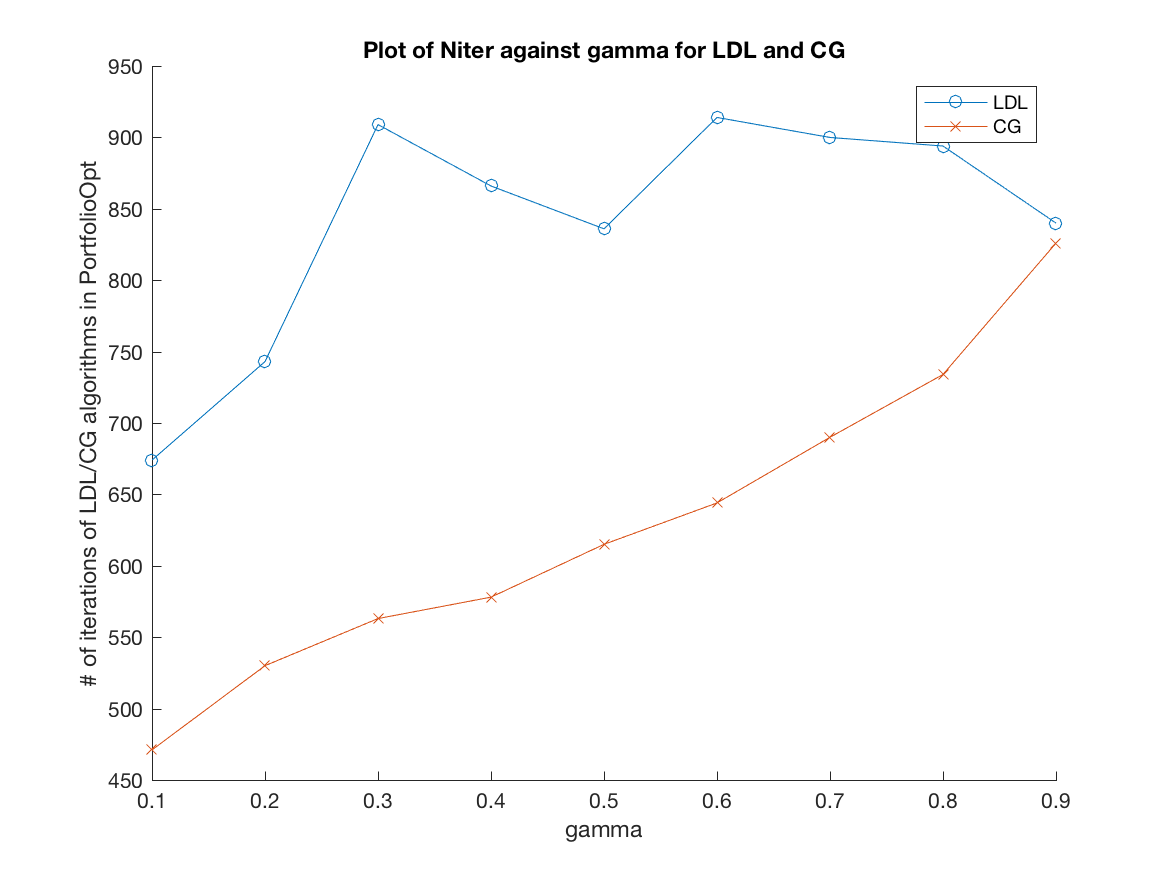 Plot of Niter against gamma for LDL and CG
# of iterations of LDL/CG algorithms in PortfolioOpt
950
900
850
800
750
700
650
600
550
500
450
0.1 0.2 0.3 0.4 0.5 0.6 0.7 0.8 0.9
gamma
LDL
CG